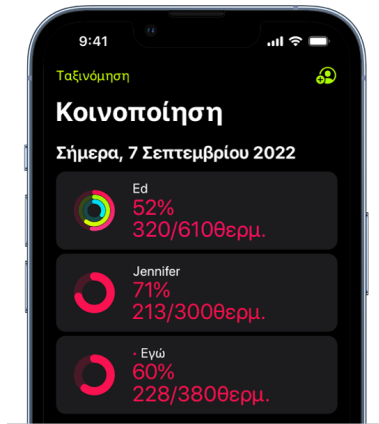 9:41
Ταξινόμηση
Κοινοποίηση
Σήμερα, 7 Σεπτεμβρίου 2022
Ed
52%
320/610θερμ.
Jennifer
71%
213/300θερμ.
· Εγώ
60%
228/380θερμ.